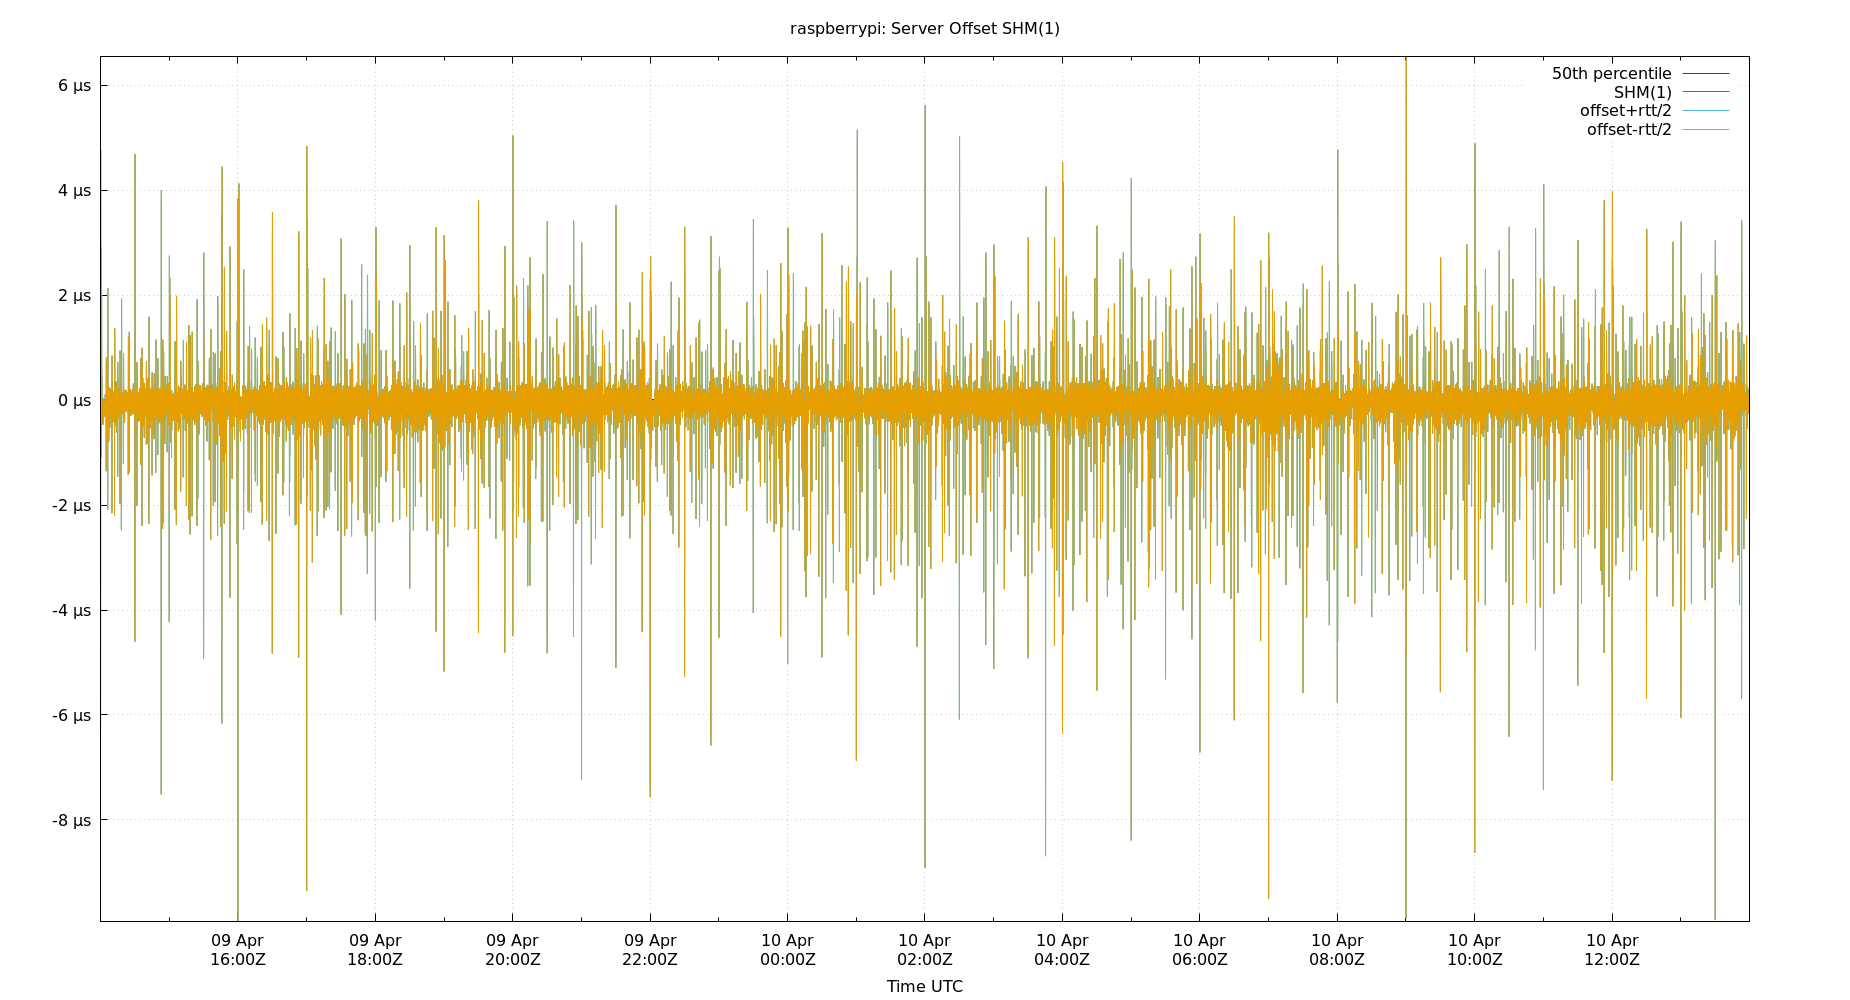 raspberrypi: Server Offset SHM(1)
50th percentile
SHM(1)
offset+rtt/2
offset-rtt/2
6 µs
4 µs
2 µs
0 µs
-2 µs
-4 µs
-6 µs
-8 µs
09 Apr 09 Apr 09 Apr 09 Apr 10 Apr 10 Apr 10 Apr 10 Apr 10 Apr 10 Apr 10 Apr
16:00Z 18:00Z 20:00Z 22:00Z 00:00Z 02:00Z 04:00Z 06:00Z 08:00Z 10:00Z 12:00Z
Time UTC